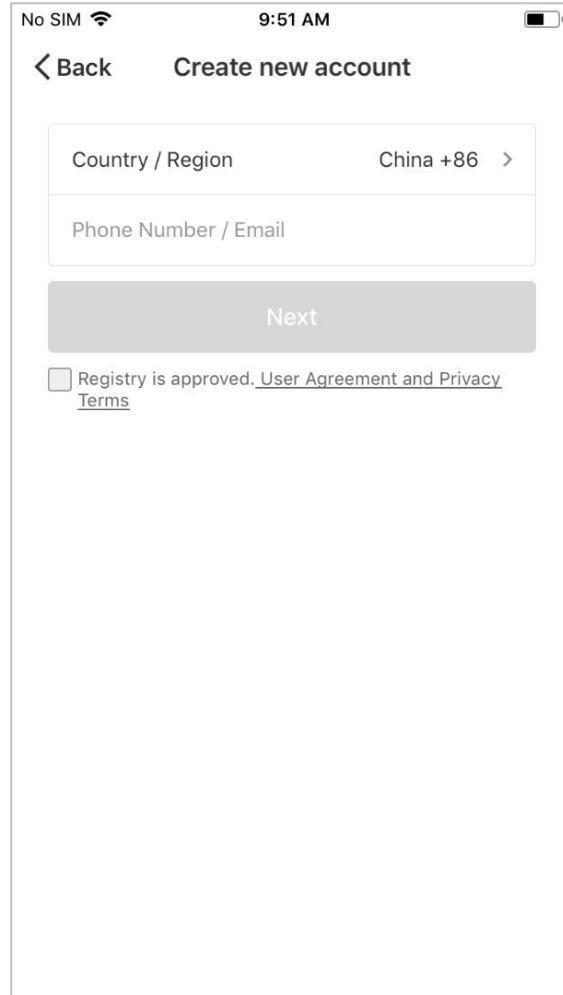 No SIM 9:51 AM
Back Create new account
Country / Region China +86
Phone Number / Email
Next
Registry is approved. User Agreement and Privacy
Terms